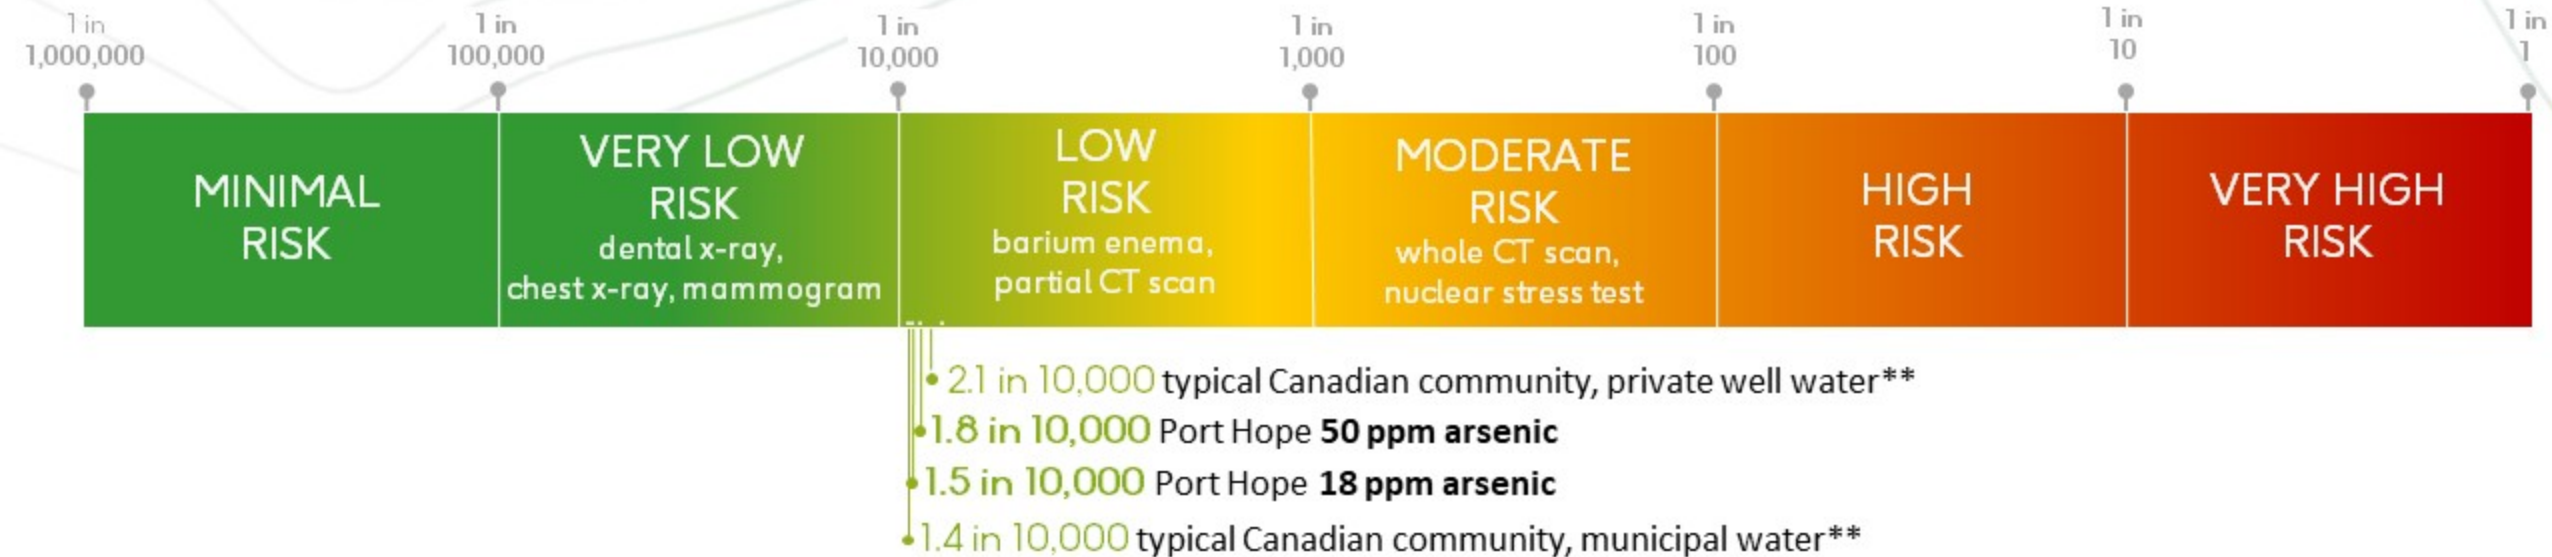 1 in
1,000,000
1 in
100,000
1 in
10,000
1 in
1,000
1 in
100
1 in
10
1 in
1
MINIMAL
RISK
VERY LOW
RISK
dental x-ray,
chest x-ray, mammogram
LOW
RISK
barium enema,
partial CT scan
MODERATE
RISK
whole CT scan,
nuclear stress test
HIGH
RISK
VERY HIGH
RISK
2.1 in 10,000 typical Canadian community, private well water**
1.8 in 10,000 Port Hope 50 ppm arsenic
1.5 in 10,000 Port Hope 18 ppm arsenic
1.4 in 10,000 typical Canadian community, municipal water**